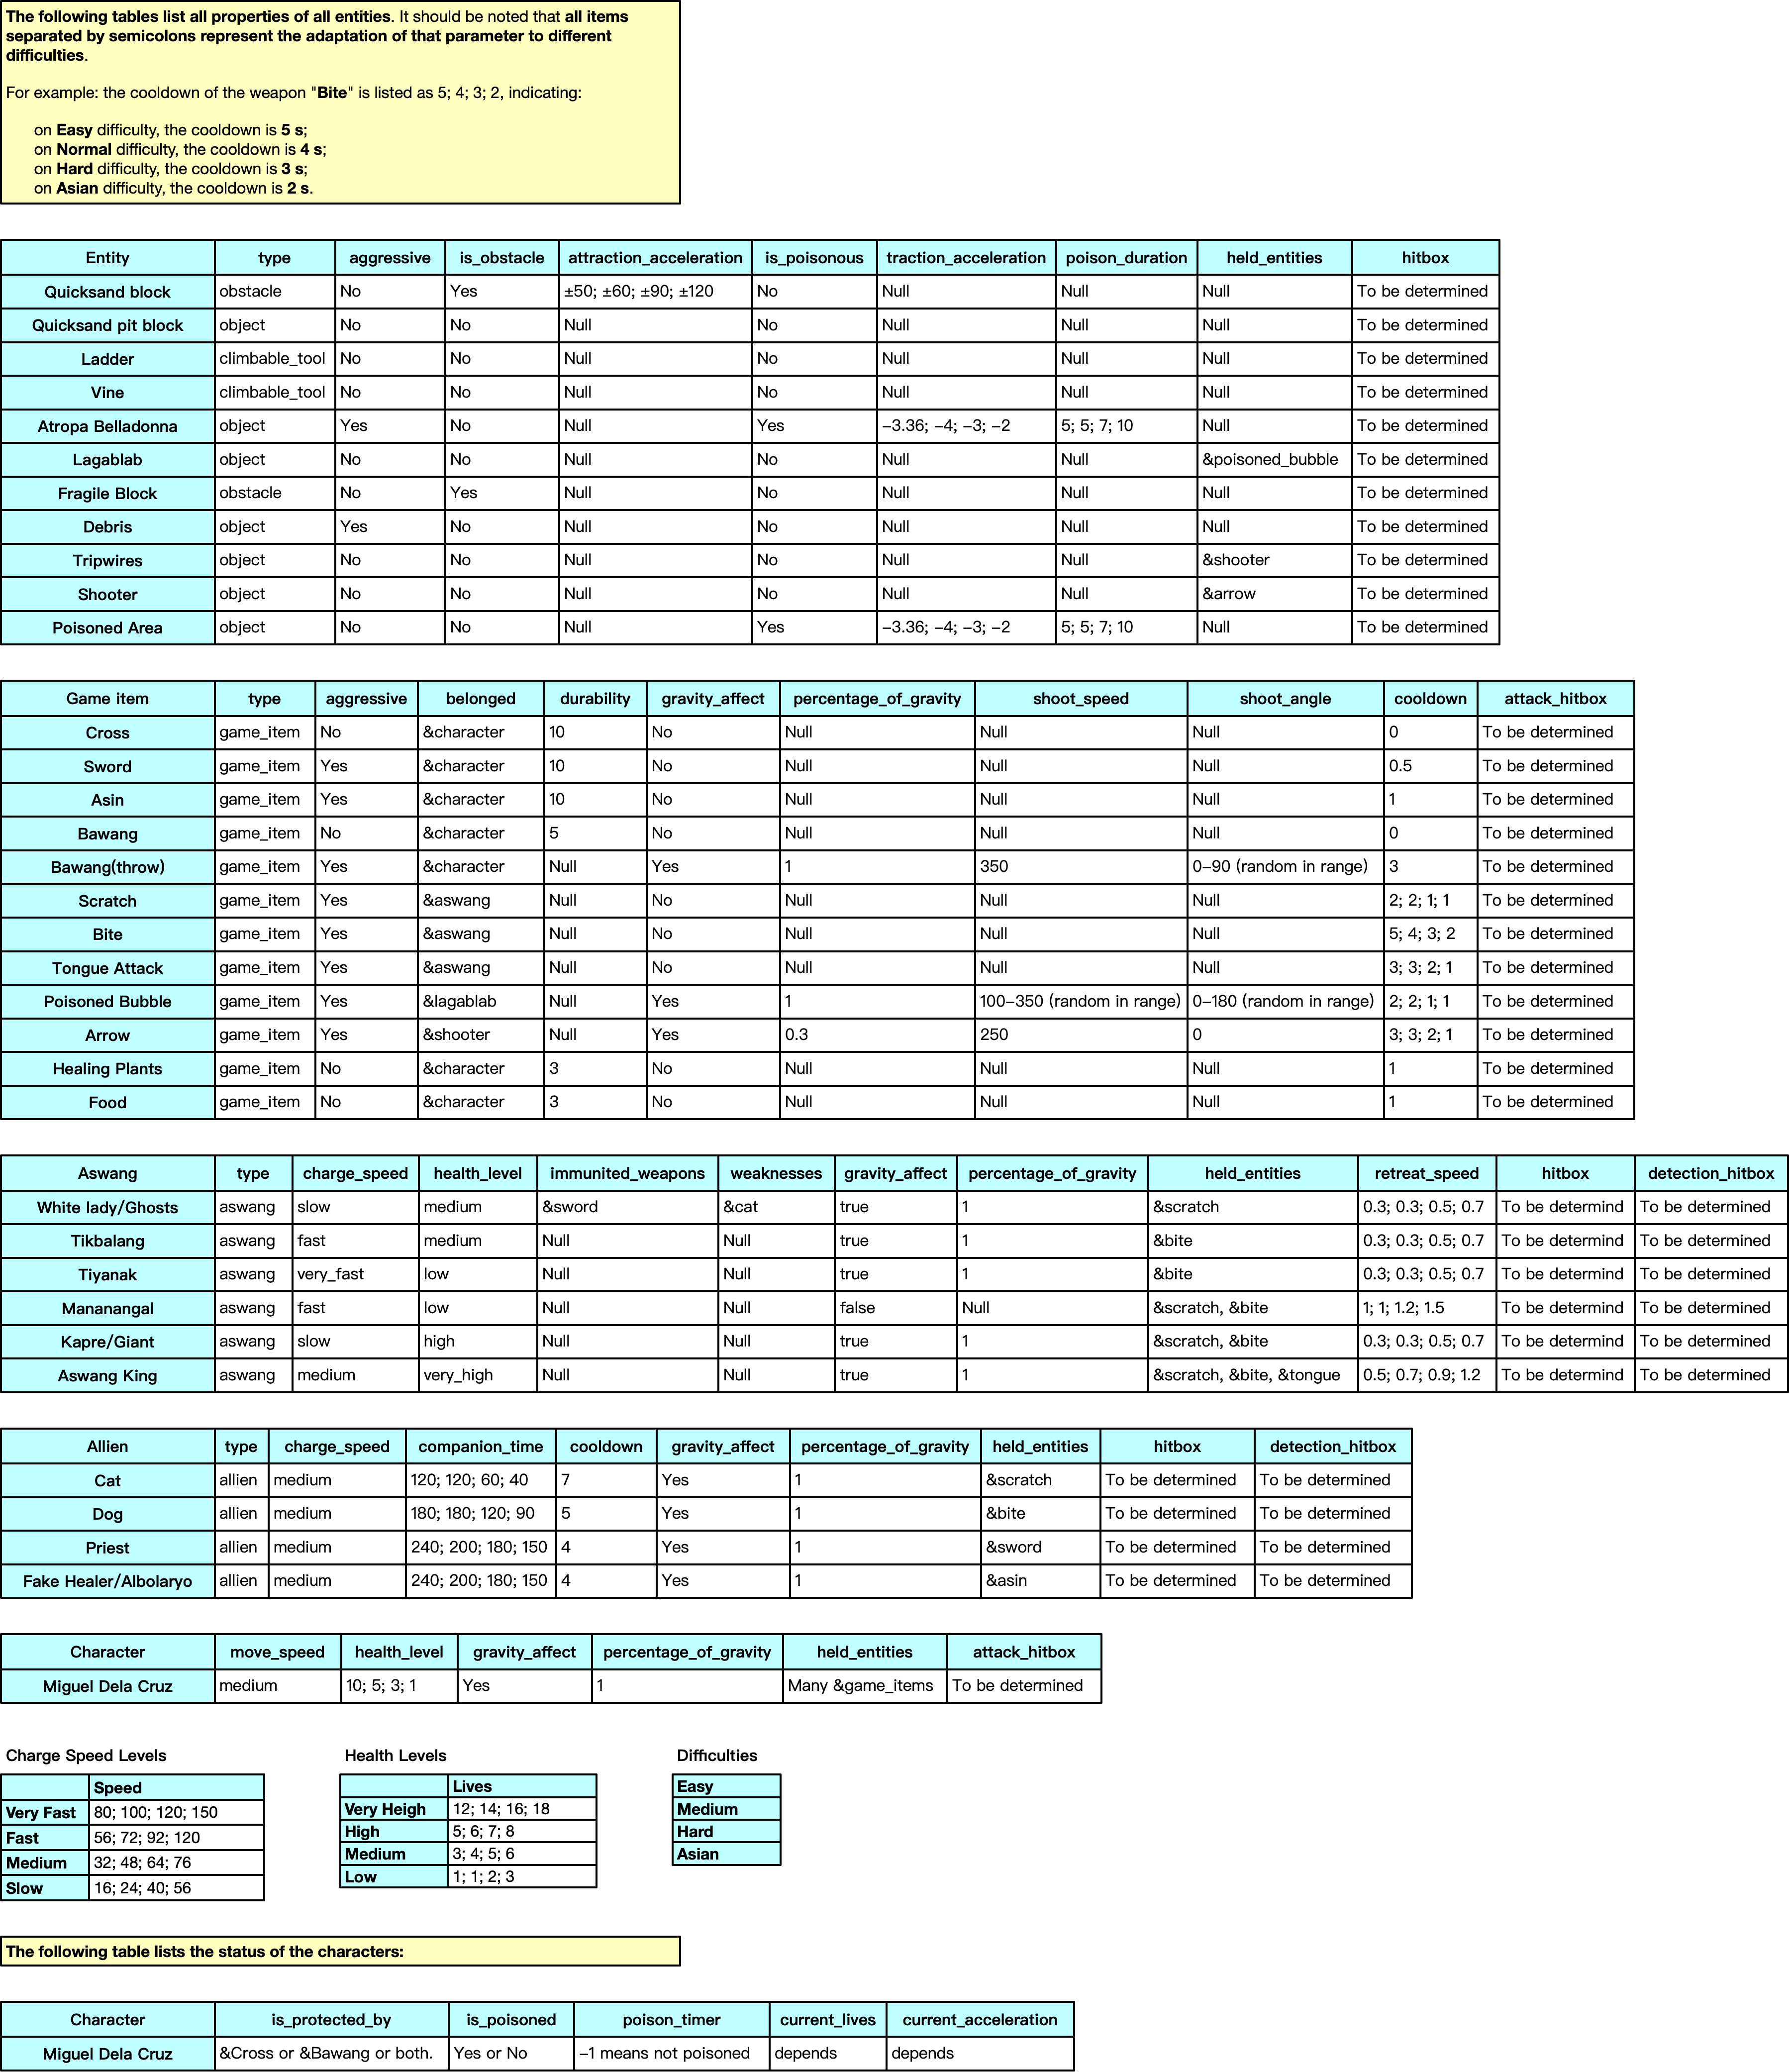 The following tables list all properties of all entities. It should be noted that all items
separated by semicolons represent the adaptation of that parameter to different
difficulties.
For example: the cooldown of the weapon "Bite" is listed as 5; 4; 3; 2, indicating:
on Easy difficulty, the cooldown is 5 s;
on Normal difficulty, the cooldown is 4 s;
on Hard difficulty, the cooldown is 3 s;
on Asian difficulty, the cooldown is 2 s.
Entity type aggressive is_obstacle attraction_acceleration is_poisonous traction_acceleration poison_duration held_entities hitbox
Quicksand block obstacle No Yes ±50; ±60; ±90; ±120 No Null Null Null To be determined
Quicksand pit block object No No Null No Null Null Null To be determined
Ladder climbable_tool No No Null No Null Null Null To be determined
Vine climbable_tool No No Null No Null Null Null To be determined
Atropa Belladonna object Yes No Null Yes −3.36; −4; −3; −2 5; 5; 7; 10 Null To be determined
Lagablab object No No Null No Null Null &poisoned_bubble To be determined
Fragile Block obstacle No Yes Null No Null Null Null To be determined
Debris object Yes No Null No Null Null Null To be determined
Tripwires object No No Null No Null Null &shooter To be determined
Shooter object No No Null No Null Null &arrow To be determined
Poisoned Area object No No Null Yes −3.36; −4; −3; −2 5; 5; 7; 10 Null To be determined
Game item type aggressive belonged durability gravity_affect percentage_of_gravity shoot_speed shoot_angle cooldown attack_hitbox
Cross game_item No &character 10 No Null Null Null 0 To be determined
Sword game_item Yes &character 10 No Null Null Null 0.5 To be determined
Asin game_item Yes &character 10 No Null Null Null 1 To be determined
Bawang game_item No &character 5 No Null Null Null 0 To be determined
Bawang(throw) game_item Yes &character Null Yes 1 350 0–90 (random in range) 3 To be determined
Scratch game_item Yes &aswang Null No Null Null Null 2; 2; 1; 1 To be determined
Bite game_item Yes &aswang Null No Null Null Null 5; 4; 3; 2 To be determined
Tongue Attack game_item Yes &aswang Null No Null Null Null 3; 3; 2; 1 To be determined
Poisoned Bubble game_item Yes &lagablab Null Yes 1 100–350 (random in range) 0–180 (random in range) 2; 2; 1; 1 To be determined
Arrow game_item Yes &shooter Null Yes 0.3 250 0 3; 3; 2; 1 To be determined
Healing Plants game_item No &character 3 No Null Null Null 1 To be determined
Food game_item No &character 3 No Null Null Null 1 To be determined
Aswang type charge_speed health_level immunited_weapons weaknesses gravity_affect percentage_of_gravity held_entities retreat_speed hitbox detection_hitbox
White lady/Ghosts aswang slow medium &sword &cat true 1 &scratch 0.3; 0.3; 0.5; 0.7 To be determind To be determined
Tikbalang aswang fast medium Null Null true 1 &bite 0.3; 0.3; 0.5; 0.7 To be determind To be determined
Tiyanak aswang very_fast low Null Null true 1 &bite 0.3; 0.3; 0.5; 0.7 To be determind To be determined
Mananangal aswang fast low Null Null false Null &scratch, &bite 1; 1; 1.2; 1.5 To be determind To be determined
Kapre/Giant aswang slow high Null Null true 1 &scratch, &bite 0.3; 0.3; 0.5; 0.7 To be determind To be determined
Aswang King aswang medium very_high Null Null true 1 &scratch, &bite, &tongue 0.5; 0.7; 0.9; 1.2 To be determind To be determined
Allien type charge_speed companion_time cooldown gravity_affect percentage_of_gravity held_entities hitbox detection_hitbox
Cat allien medium 120; 120; 60; 40 7 Yes 1 &scratch To be determined To be determined
Dog allien medium 180; 180; 120; 90 5 Yes 1 &bite To be determined To be determined
Priest allien medium 240; 200; 180; 150 4 Yes 1 &sword To be determined To be determined
Fake Healer/Albolaryo allien medium 240; 200; 180; 150 4 Yes 1 &asin To be determined To be determined
Character move_speed health_level gravity_affect percentage_of_gravity held_entities attack_hitbox
Miguel Dela Cruz medium 10; 5; 3; 1 Yes 1 Many &game_items To be determined
Charge Speed Levels
Speed
Very Fast 80; 100; 120; 150
Fast 56; 72; 92; 120
Medium 32; 48; 64; 76
Slow 16; 24; 40; 56
Health Levels
Lives
Very Heigh 12; 14; 16; 18
High 5; 6; 7; 8
Medium 3; 4; 5; 6
Low 1; 1; 2; 3
Difficulties
Easy
Medium
Hard
Asian
The following table lists the status of the characters:
Character is_protected_by is_poisoned poison_timer current_lives current_acceleration
Miguel Dela Cruz &Cross or &Bawang or both. Yes or No −1 means not poisoned depends depends